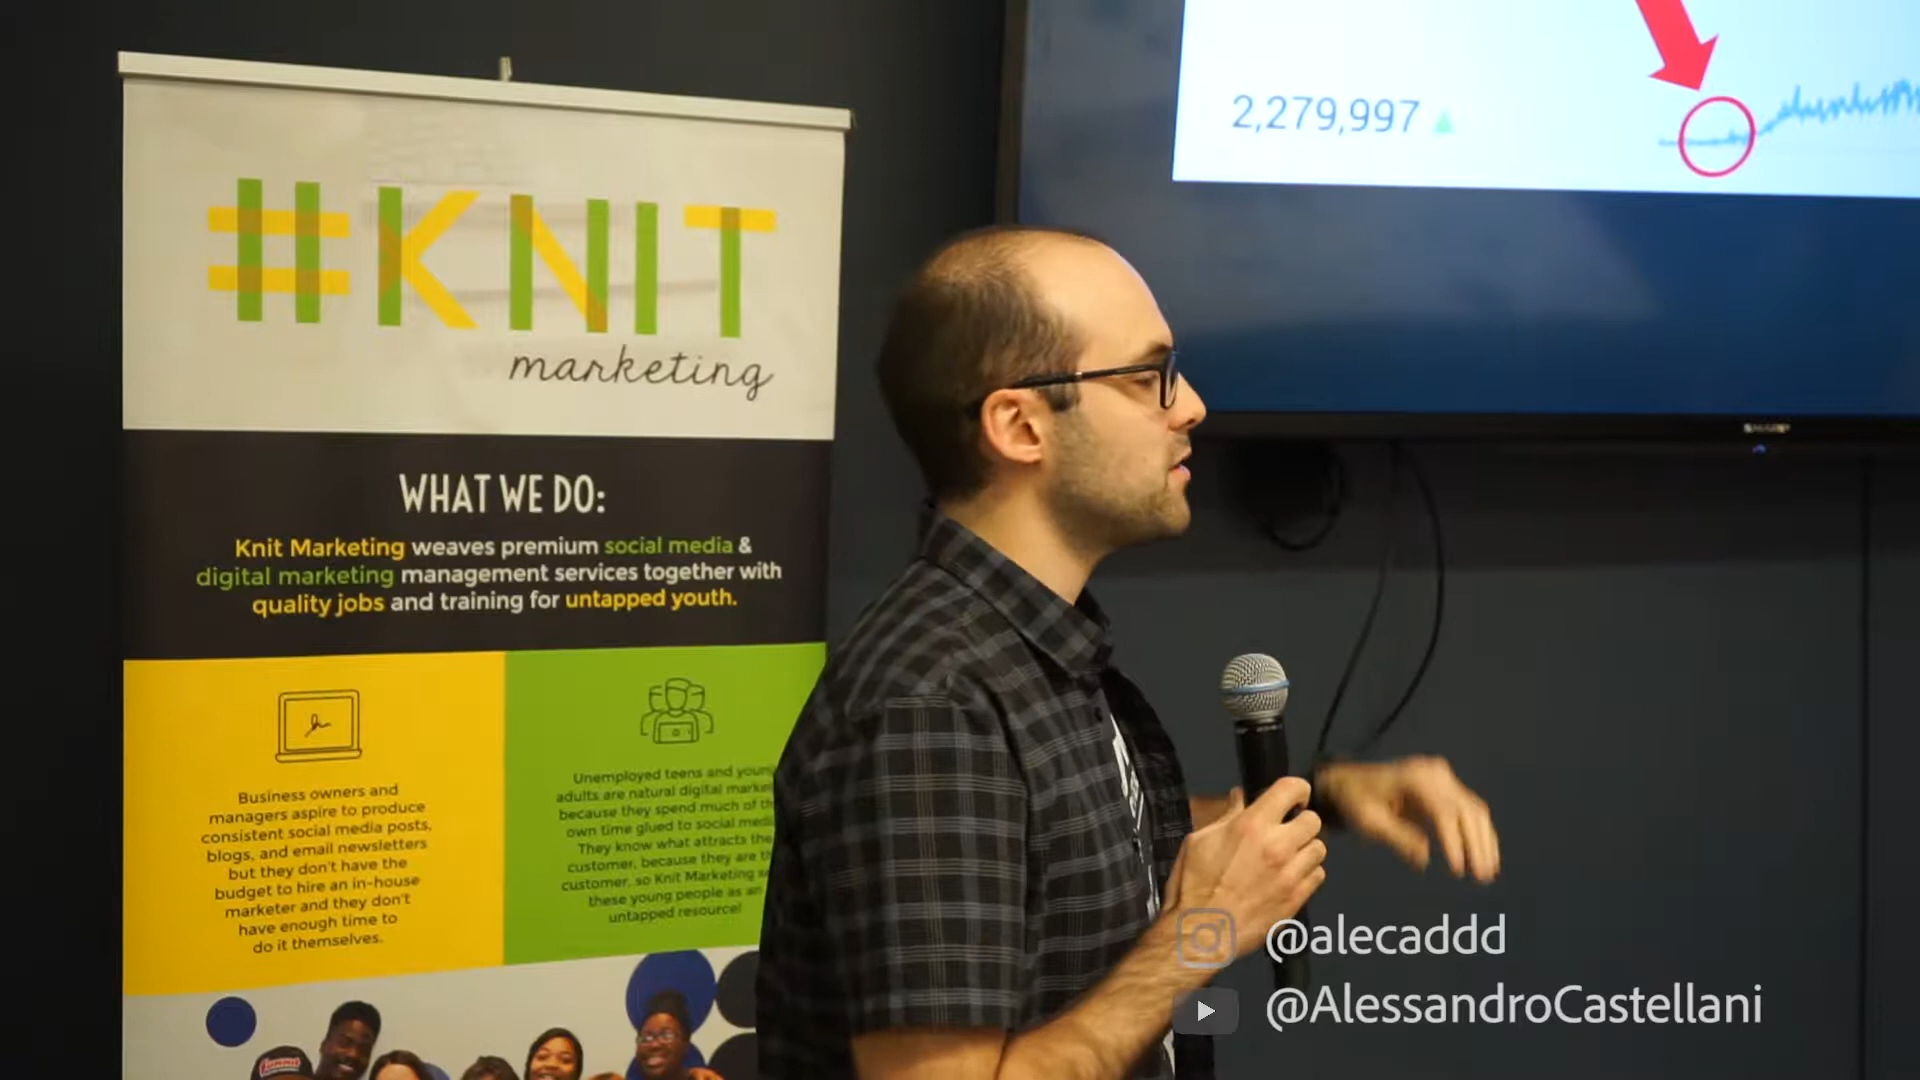 #KNIT
marketing
WHAT WE DO:
Knit Marketing weaves premium social media &
digital marketing management services together with
quality jobs and training for untapped youth.
Business owners and
managers aspire to produce
consistent social media posts,
blogs, and email newsletters
but they don't have the
budget to hire an in-house
marketer and they don't
have enough time to
do it themselves.
Unemployed teens and
adults are natural digital
because they spend much of
own time glued to social
They know what attracts
customer, because they are
customer, so Knit Marketing
these young people as an
untapped resource!
2,279,997
SHARP
@alecaddd
@AlessandroCastellani